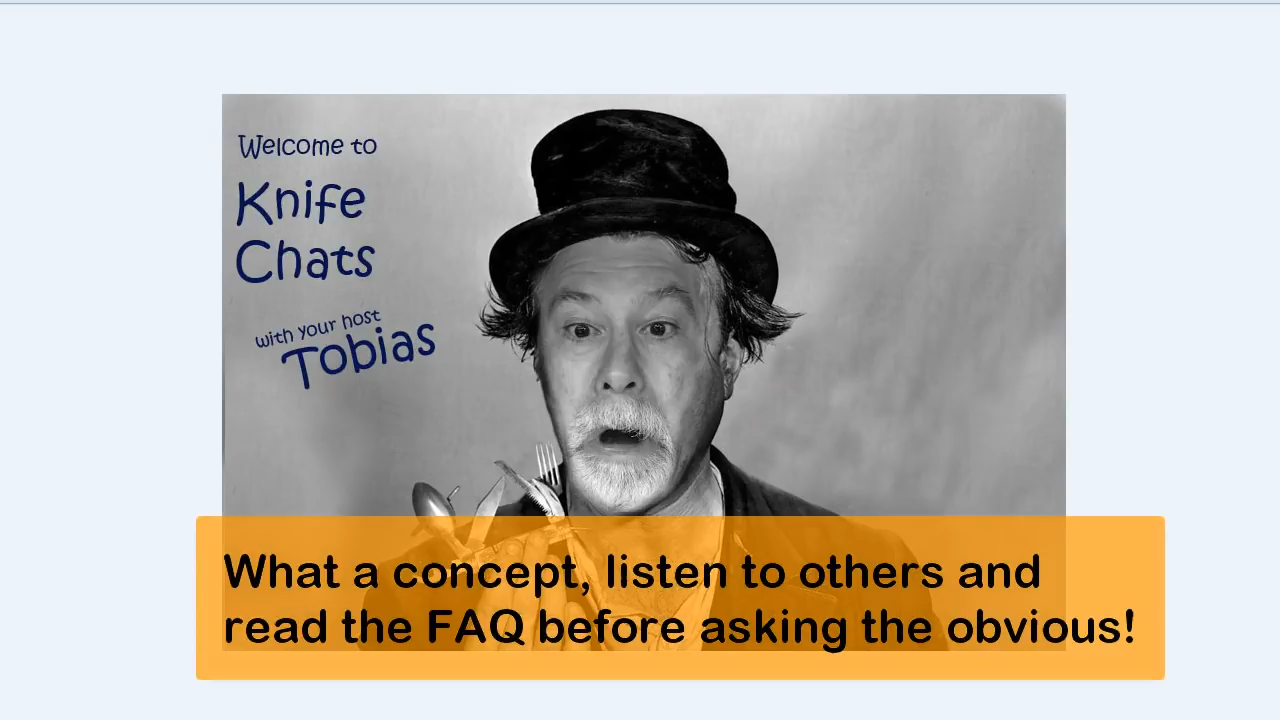 Welcome to
Knife
Chats
with your host
Tobias
What a concept, listen to others and
read the FAQ before asking the obvious!